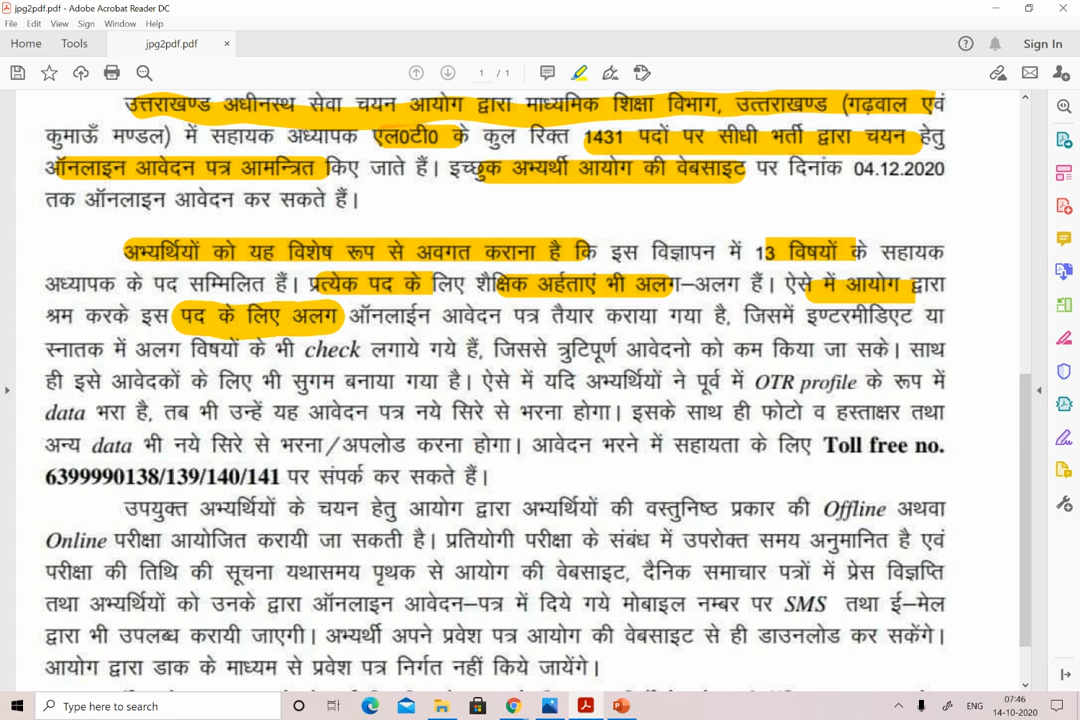 jpg2pdf.pdf - Adobe Acrobat Reader DC
File Edit View Sign Window Help
Home Tools jpg2pdf.pdf × Sign In
1 / 1
उत्तराखण्ड अधीनस्थ सेवा चयन आयोग द्वारा माध्यमिक शिक्षा विभाग, उत्तराखण्ड (गढ़वाल एवं
कुमाऊँ मण्डल) में सहायक अध्यापक एल0टी0 के कुल रिक्त 1431 पदों पर सीधी भर्ती द्वारा चयन हेतु
ऑनलाइन आवेदन पत्र आमन्त्रित किए जाते हैं। इच्छुक अभ्यर्थी आयोग की वेबसाइट पर दिनांक 04.12.2020
तक ऑनलाइन आवेदन कर सकते हैं।
अभ्यर्थियों को यह विशेष रूप से अवगत कराना है कि इस विज्ञापन में 13 विषयों के सहायक
अध्यापक के पद सम्मिलित हैं। प्रत्येक पद के लिए शैक्षिक अर्हताएं भी अलग–अलग हैं। ऐसे में आयोग द्वारा
श्रम करके इस पद के लिए अलग ऑनलाईन आवेदन पत्र तैयार कराया गया है, जिसमें इण्टरमीडिएट या
स्नातक में अलग विषयों के भी check लगाये गये हैं, जिससे त्रुटिपूर्ण आवेदनो को कम किया जा सके। साथ
ही इसे आवेदकों के लिए भी सुगम बनाया गया है। ऐसे में यदि अभ्यर्थियों ने पूर्व में OTR profile के रूप में
data भरा है, तब भी उन्हें यह आवेदन पत्र नये सिरे से भरना होगा। इसके साथ ही फोटो व हस्ताक्षर तथा
अन्य data भी नये सिरे से भरना/अपलोड करना होगा। आवेदन भरने में सहायता के लिए Toll free no.
6399990138/139/140/141 पर संपर्क कर सकते हैं।
उपयुक्त अभ्यर्थियों के चयन हेतु आयोग द्वारा अभ्यर्थियों की वस्तुनिष्ठ प्रकार की Offline अथवा
Online परीक्षा आयोजित करायी जा सकती है। प्रतियोगी परीक्षा के संबंध में उपरोक्त समय अनुमानित है एवं
परीक्षा की तिथि की सूचना यथासमय पृथक से आयोग की वेबसाइट, दैनिक समाचार पत्रों में प्रेस विज्ञप्ति
तथा अभ्यर्थियों को उनके द्वारा ऑनलाइन आवेदन–पत्र में दिये गये मोबाइल नम्बर पर SMS तथा ई–मेल
द्वारा भी उपलब्ध करायी जाएगी। अभ्यर्थी अपने प्रवेश पत्र आयोग की वेबसाइट से ही डाउनलोड कर सकेंगे।
आयोग द्वारा डाक के माध्यम से प्रवेश पत्र निर्गत नहीं किये जायेंगे।
Type here to search
ENG
07:46
14-10-2020